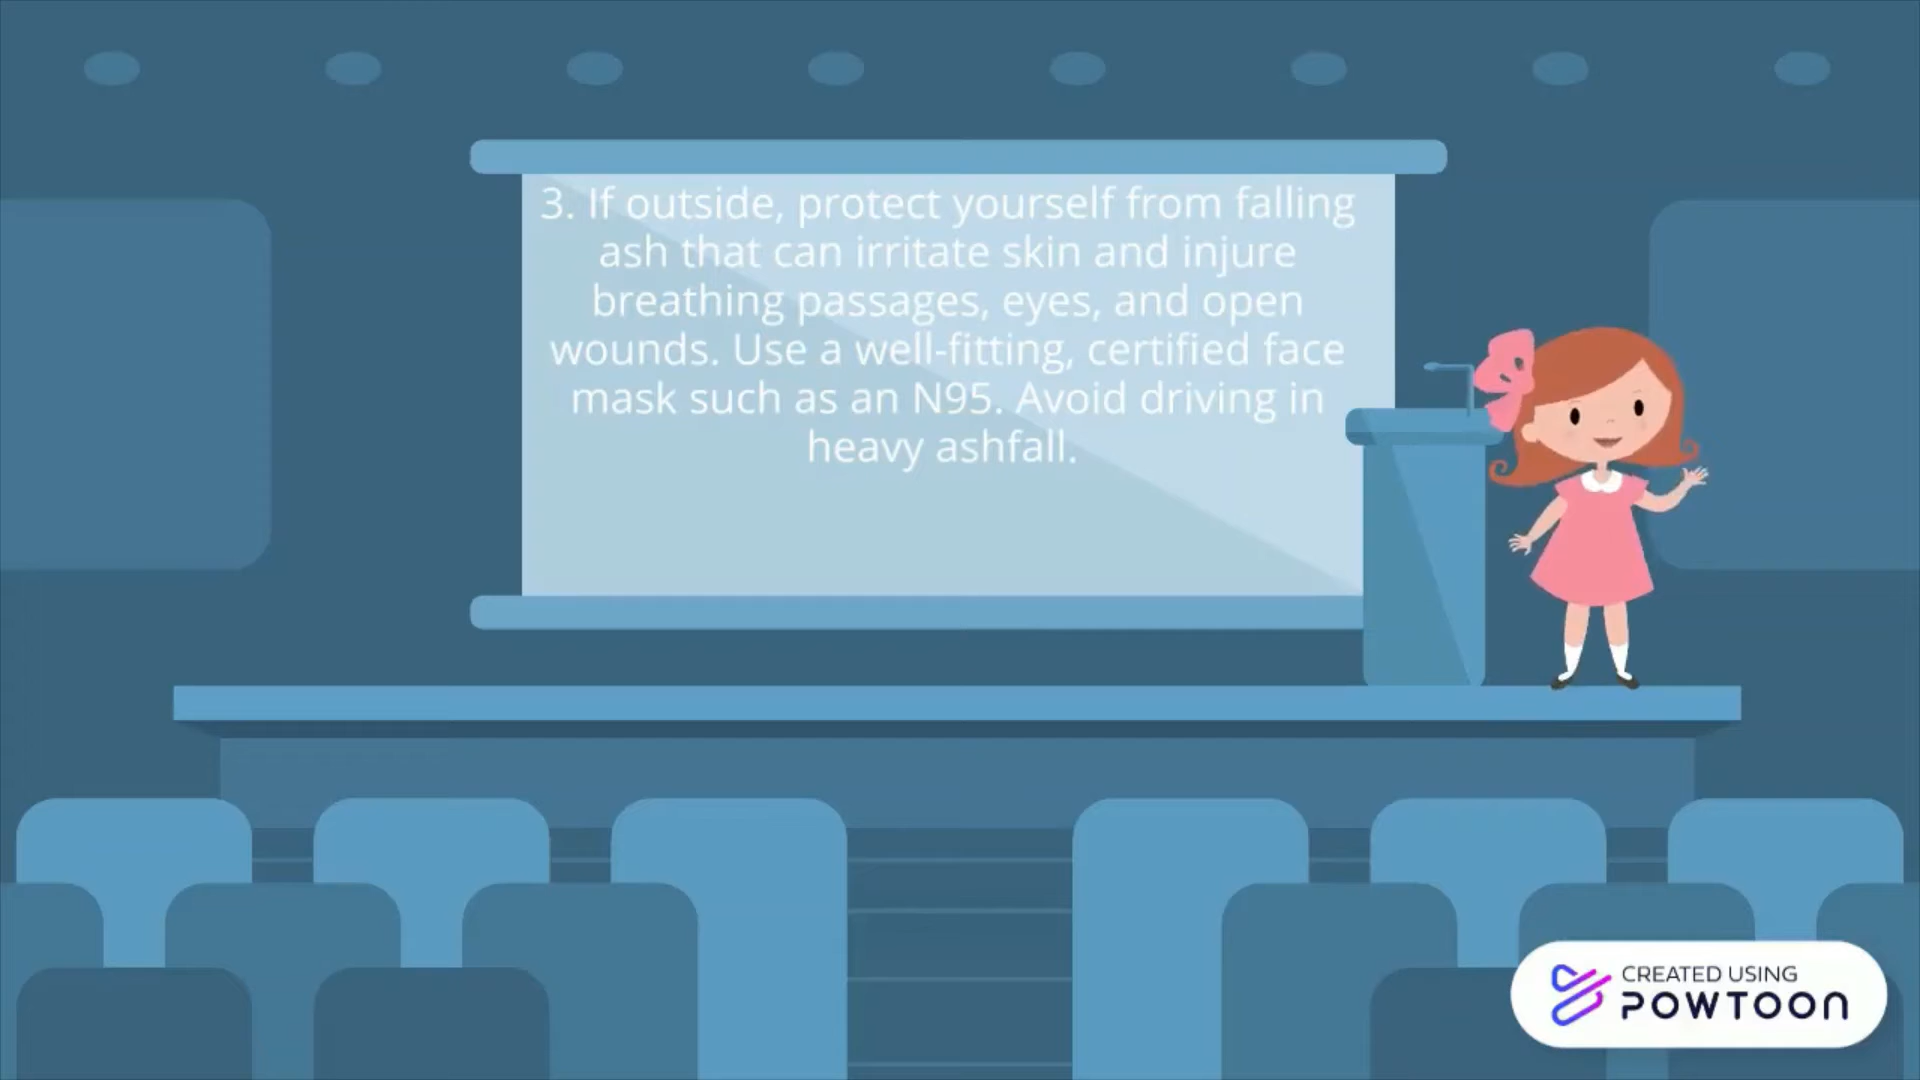 3. If outside, protect yourself from falling
ash that can irritate skin and injure
breathing passages, eyes, and open
wounds. Use a well-fitting, certified face
mask such as an N95. Avoid driving in
heavy ashfall.
CREATED USING
POWTOON